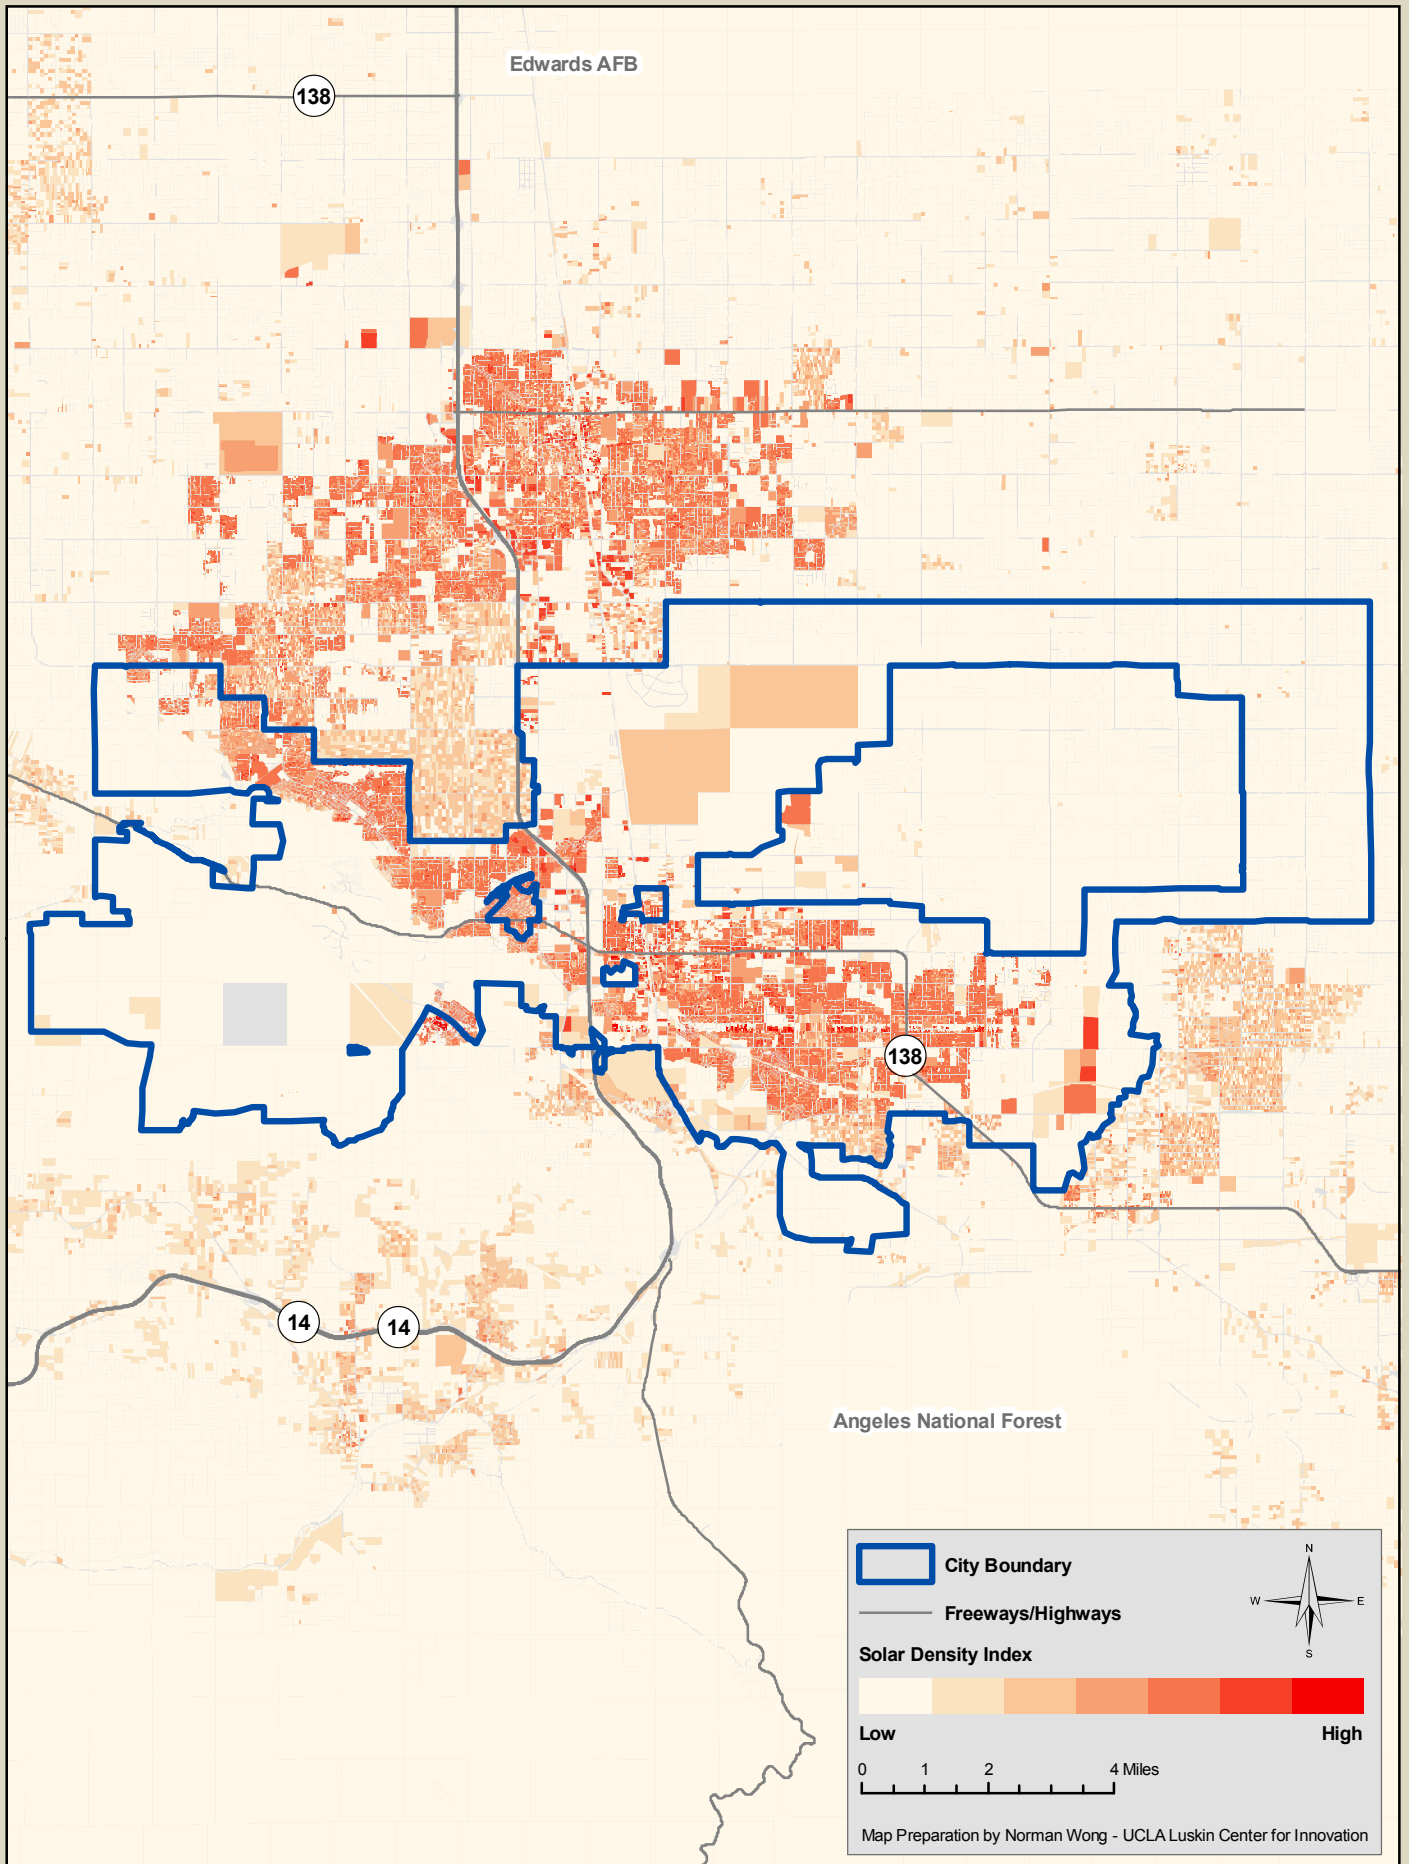 Edwards AFB
138
138
14
14
Angeles National Forest
City Boundary
Freeways/Highways
N
W
E
S
Solar Density Index
Low
High
0 1 2 4 Miles
Map Preparation by Norman Wong - UCLA Luskin Center for Innovation